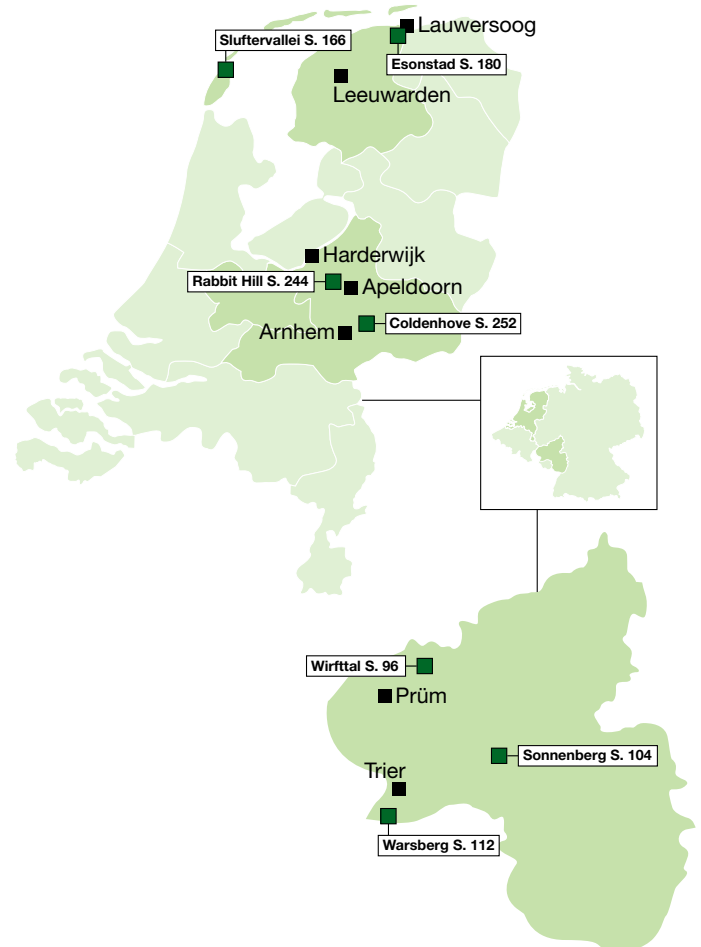 Lauwersoog
Sluftervallei S. 166
Esonstad S. 180
Leeuwarden
Harderwijk
Rabbit Hill S. 244
Apeldoorn
Coldenhove S. 252
Arnhem
Wirfttal S. 96
Prüm
Sonnenberg S. 104
Trier
Warsberg S. 112